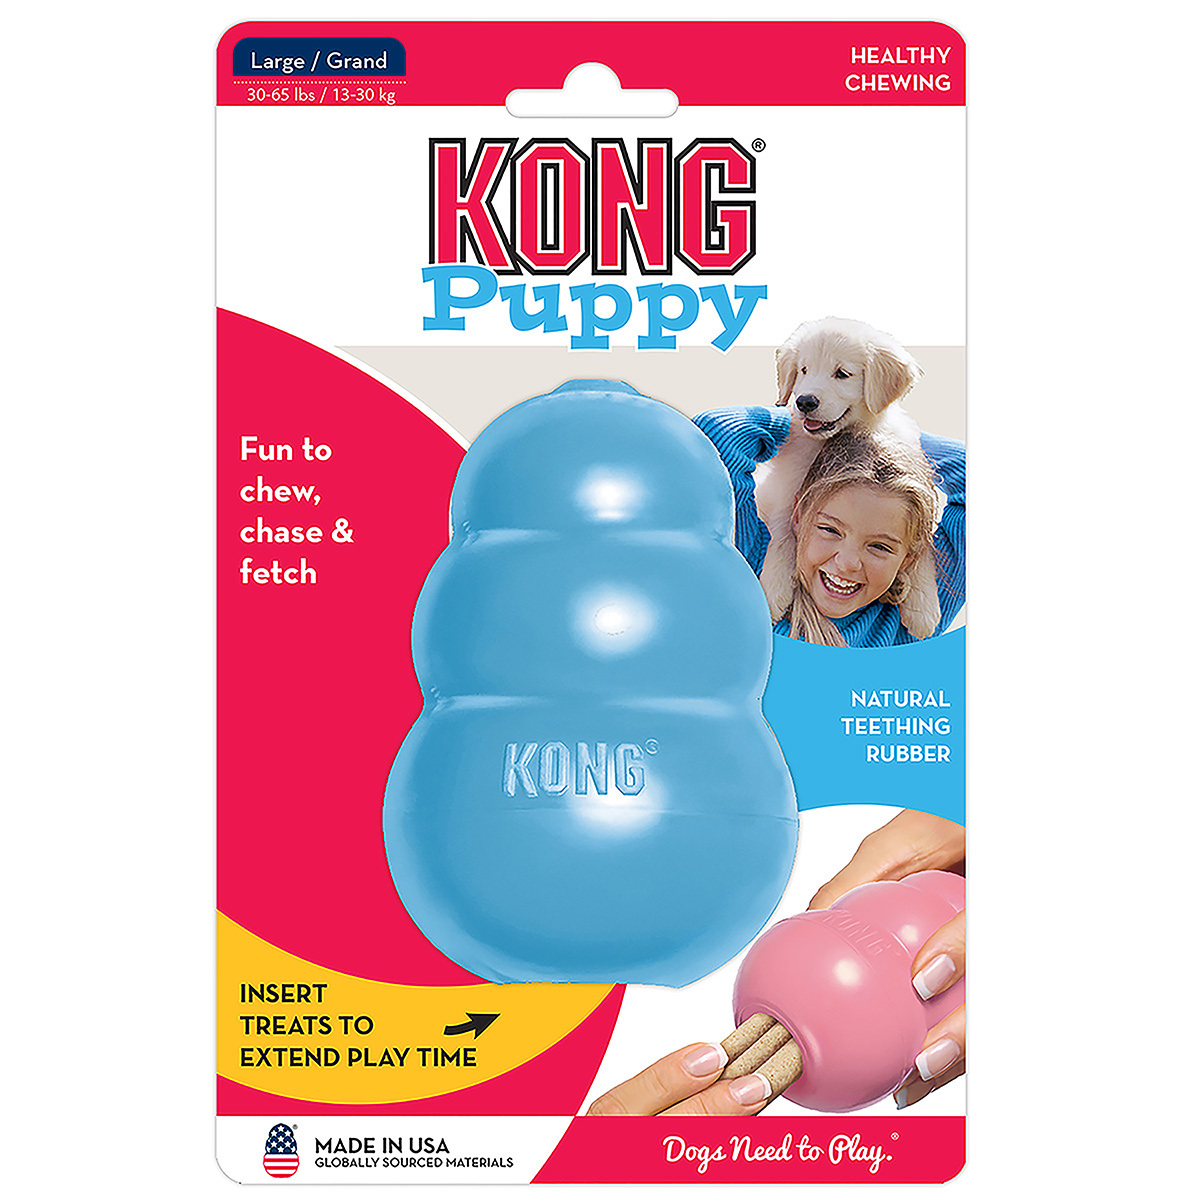 Large / Grand
30-65 lbs / 13-30 kg
HEALTHY
CHEWING
KONG®
Puppy
Fun to
chew,
chase &
fetch
NATURAL
TEETHING
RUBBER
KONG®
KONG
INSERT
TREATS TO
EXTEND PLAY TIME
MADE IN USA
GLOBALLY SOURCED MATERIALS
Dogs Need to Play.®